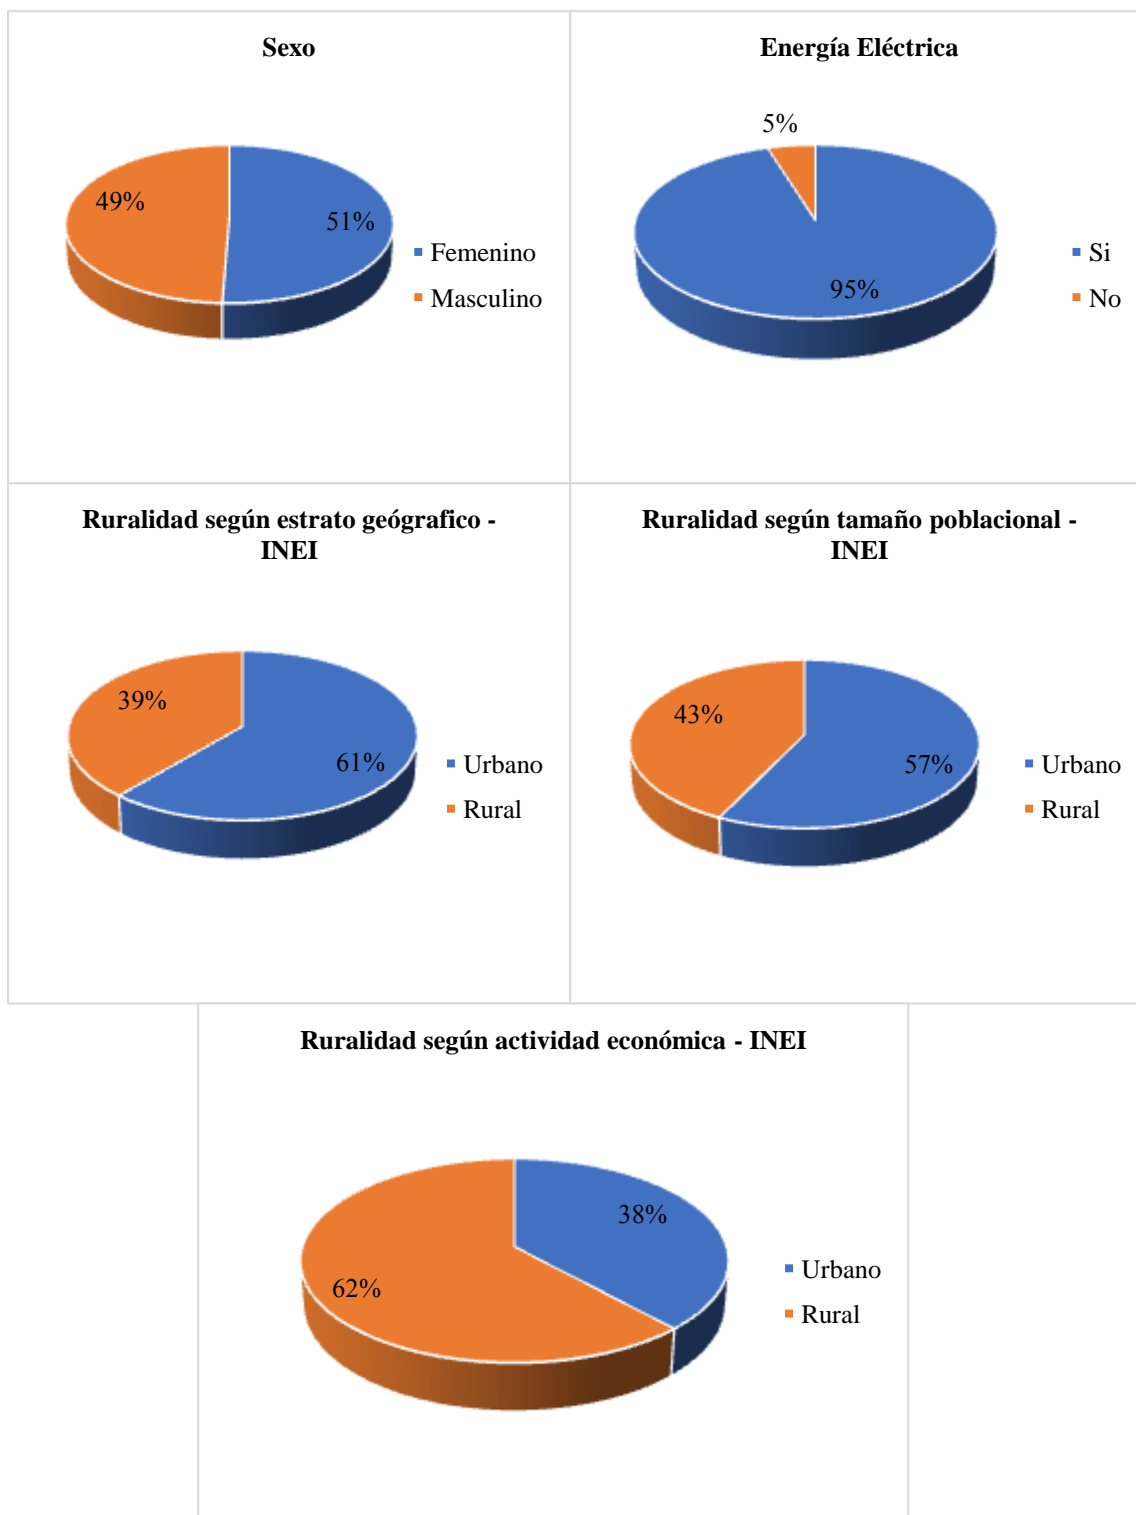 Sexo
49%
51%
Femenino
Masculino
Energía Eléctrica
5%
95%
Si
No
Ruralidad según estrato geógrafico -
INEI
39%
61%
Urbano
Rural
Ruralidad según tamaño poblacional -
INEI
43%
57%
Urbano
Rural
Ruralidad según actividad económica - INEI
38%
62%
Urbano
Rural